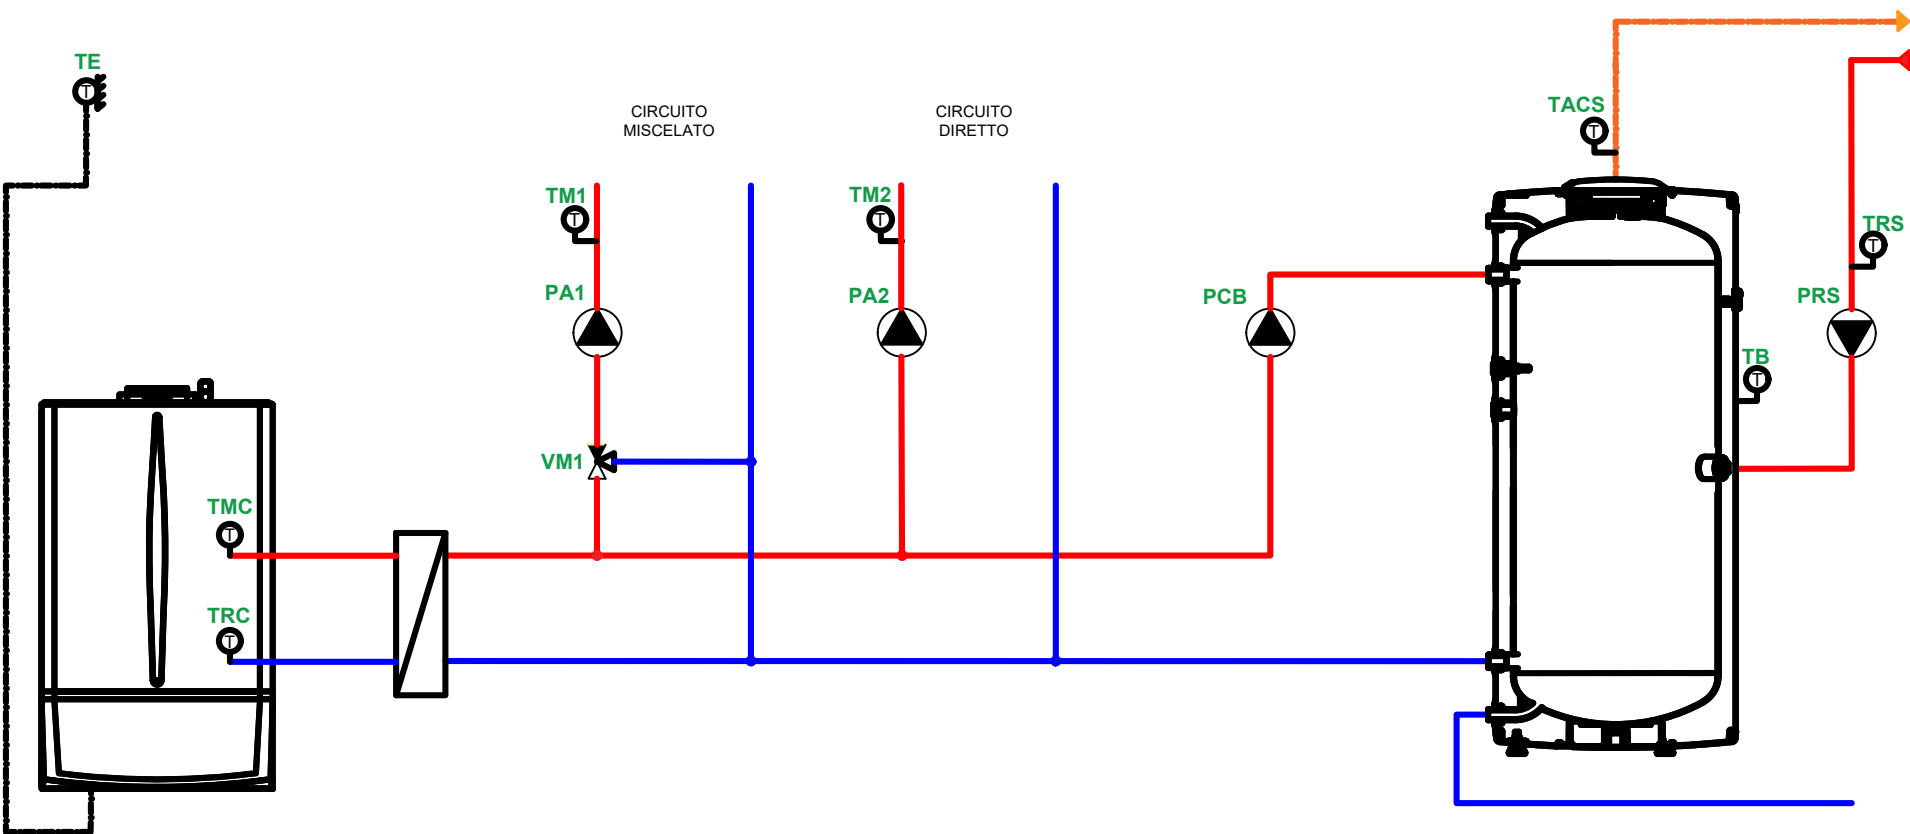 TE
CIRCUITO
MISCELATO
CIRCUITO
DIRETTO
TACS
TM1
TM2
TRS
PA1
PA2
PCB
PRS
TB
VM1
TMC
TRC
T
T
T
T
T
T
T
T